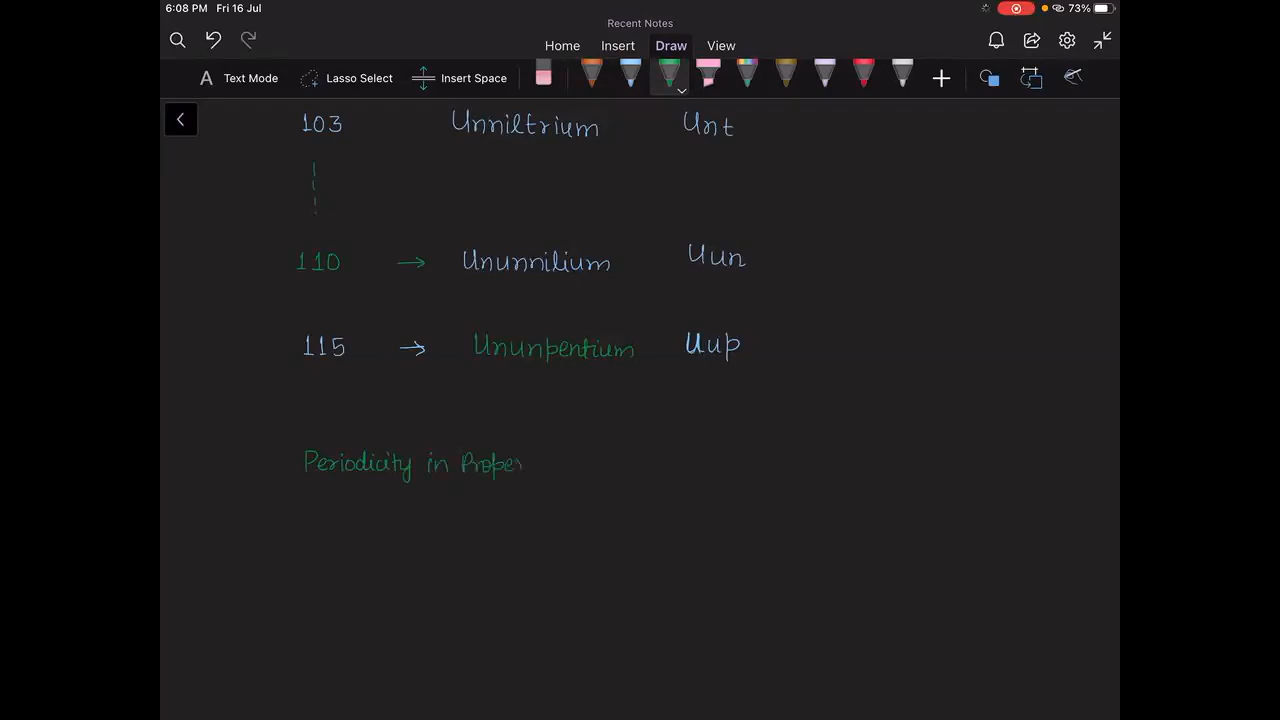 6:08 PM Fri 16 Jul 73%
Recent Notes
Home Insert Draw View
A Text Mode Lasso Select Insert Space
103 Unniltrium Unt
110 → Ununnilium Uun
115 → Ununpentium Uup
Periodicity in Proper